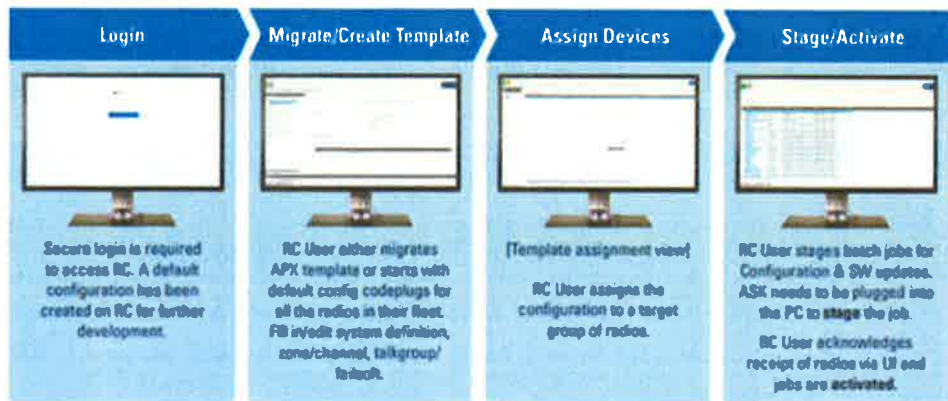 Login
Migrate/Create Template
Assign Devices
Stage/Activate
Secure login is required
to access RC. A default
configuration has been
created on RC for further
development.
RC User either migrates
APX template or starts with
default config codeplugs for
all the radios in their fleet.
Fill in/edit system definition,
zone/channel, talkgroup/
failsoft.
[Template assignment view]
RC User assigns the
configuration to a target
group of radios.
RC User stages batch jobs for
Configuration & SW updates.
ASK needs to be plugged into
the PC to stage the job.
RC User acknowledges
receipt of radios via UI and
jobs are activated.